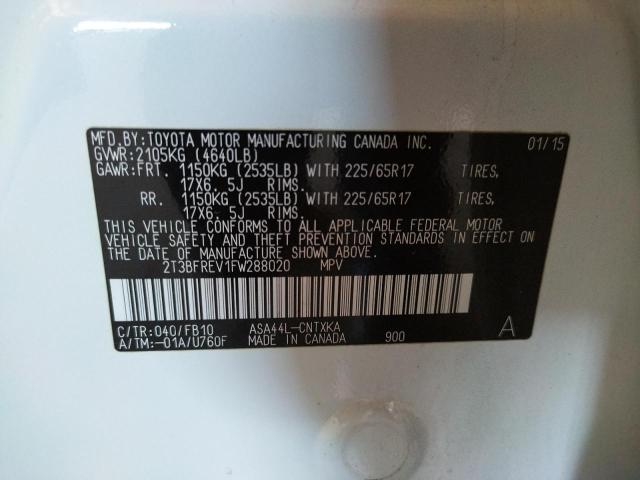 MFD.BY:TOYOTA MOTOR MANUFACTURING CANADA INC. 01/15
GVWR:2105KG (4640LB)
GAWR:FRT. 1150KG (2535LB) WITH 225/65R17 TIRES,
17X6. 5J RIMS.
RR. 1150KG (2535LB) WITH 225/65R17 TIRES,
17X6. 5J RIMS.
THIS VEHICLE CONFORMS TO ALL APPLICABLE FEDERAL MOTOR
VEHICLE SAFETY AND THEFT PREVENTION STANDARDS IN EFFECT ON
THE DATE OF MANUFACTURE SHOWN ABOVE.
2T3BFREV1FW288020 MPV
C/TR:040/FB10 ASA44L-CNTXKA A
A/TM:-01A/U760F MADE IN CANADA 900